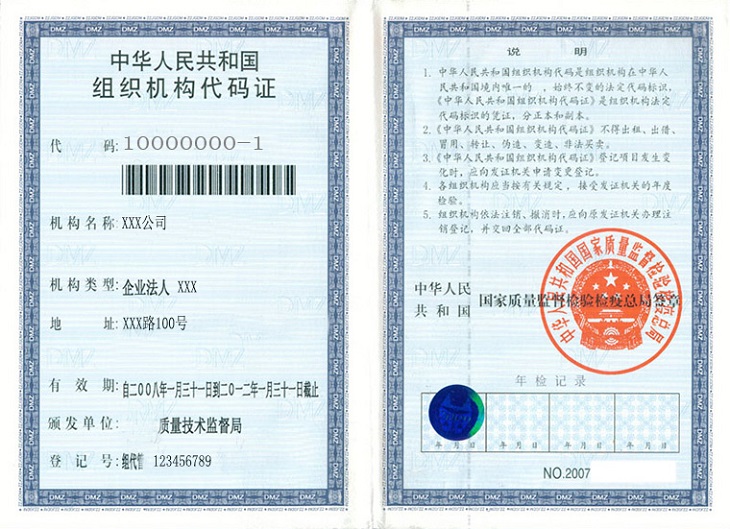 中华人民共和国
组织机构代码证
代 码:10000000-1
机构名称:XXX公司
机构类型:企业法人 XXX
地 址:XXX路100号
有 效 期:自二00八年一月三十一日到二0一二年一月三十一日截止
颁发单位: 质量技术监督局
登 记 号:组代管 123456789
说 明
1. 中华人民共和国组织机构代码是组织机构在中华人
民共和国境内唯一的 , 始终不变的法定代码标识,
《中华人民共和国组织机构代码证》是组织机构法定
代码标识的凭证, 分正本和副本。
2.《中华人民共和国组织机构代码证》不得出租、出借、
冒用、转让、伪造、变造、非法买卖。
3.《中华人民共和国组织机构代码证》登记项目发生变
化时, 应向发证机关申请变更登记。
4. 各组织机构应当按有关规定, 接受发证机关的年度
检验。
5. 组织机构依法注销、撤消时, 应向原发证机关办理注
销登记, 并交回全部代码证。
中华人民
共和国
国家质量监督检验检疫总局签章
中华人民共和国国家质量监督检验检疫总局
年检记录
年 月 日
年 月 日
年 月 日
年 月 日
NO.2007